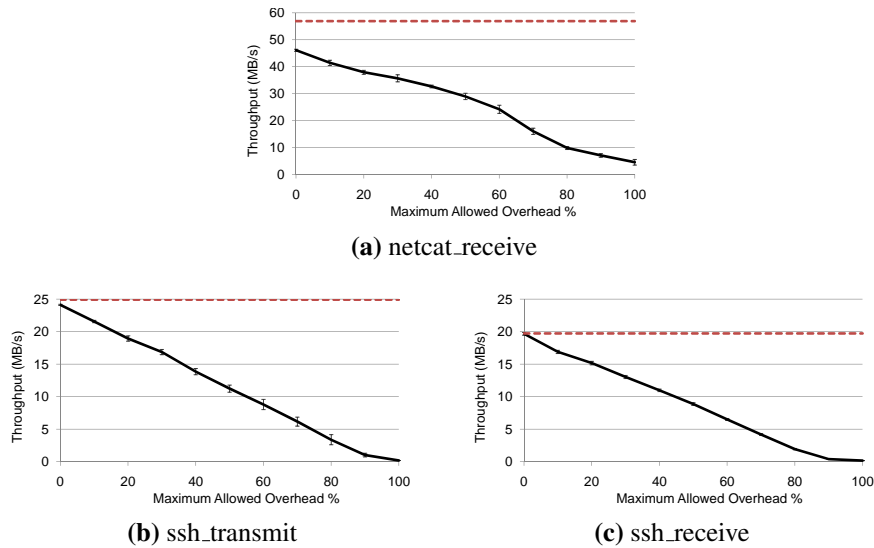 60
50
40
30
20
10
0
Throughput (MB/s)
0 20 40 60 80 100
Maximum Allowed Overhead %
(a) netcat_receive
25
20
15
10
5
0
Throughput (MB/s)
0 20 40 60 80 100
Maximum Allowed Overhead %
(b) ssh_transmit
25
20
15
10
5
0
Throughput (MB/s)
0 20 40 60 80 100
Maximum Allowed Overhead %
(c) ssh_receive